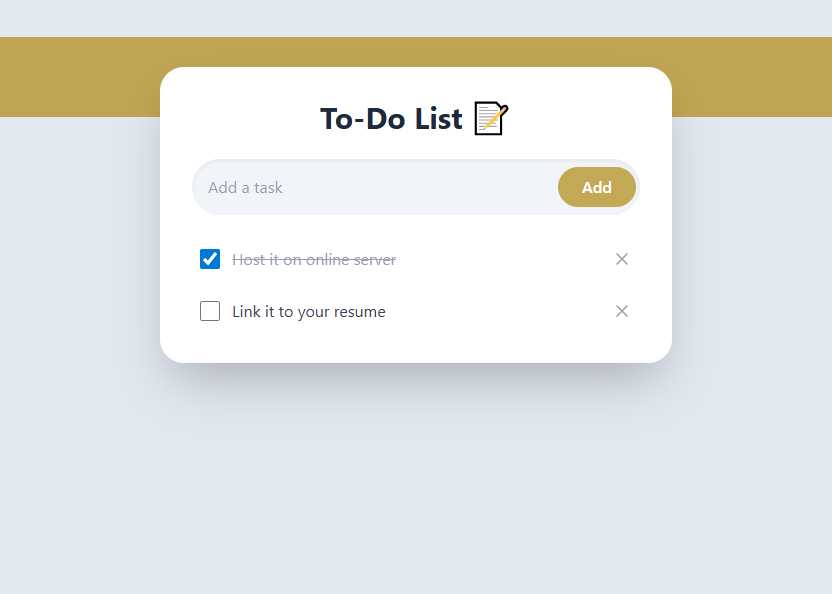 To-Do List 📝
Add a task
Add
Host it on online server
Link it to your resume